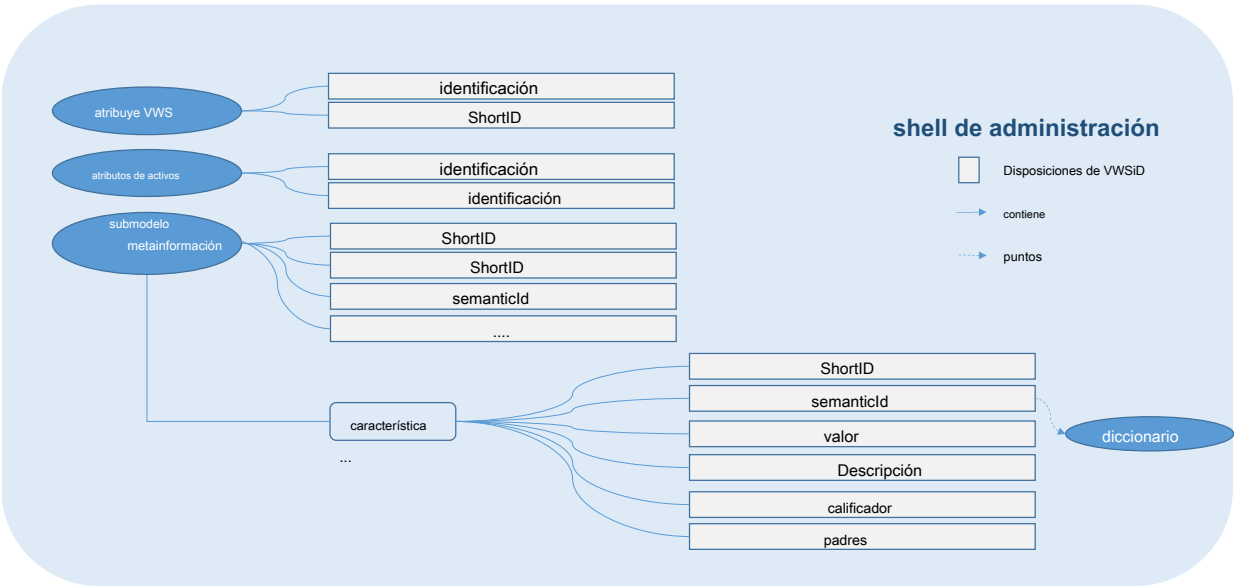 identificación
atribuye VWS
ShortID
shell de administración
identificación
Disposiciones de VWSiD
atributos de activos
identificación
contiene
submodelo
metainformación
ShortID
puntos
ShortID
semanticId
....
ShortID
semanticId
característica
valor
diccionario
...
Descripción
calificador
padres